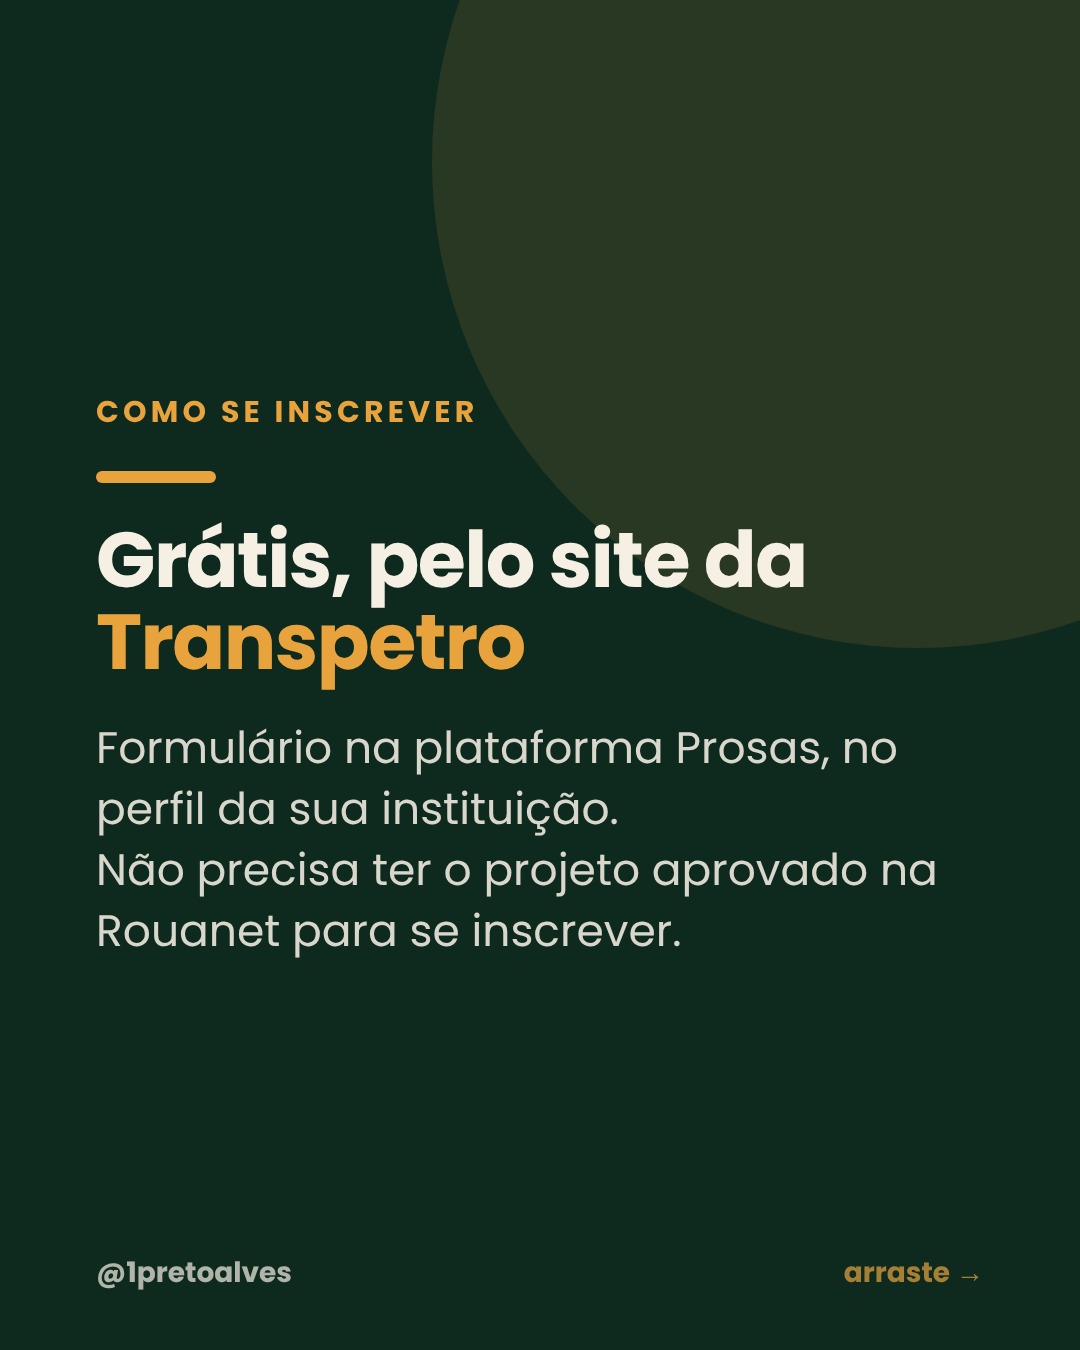 COMO SE INSCREVER
Grátis, pelo site da
Transpetro
Formulário na plataforma Prosas, no
perfil da sua instituição.
Não precisa ter o projeto aprovado na
Rouanet para se inscrever.
@1pretoalves
arraste →